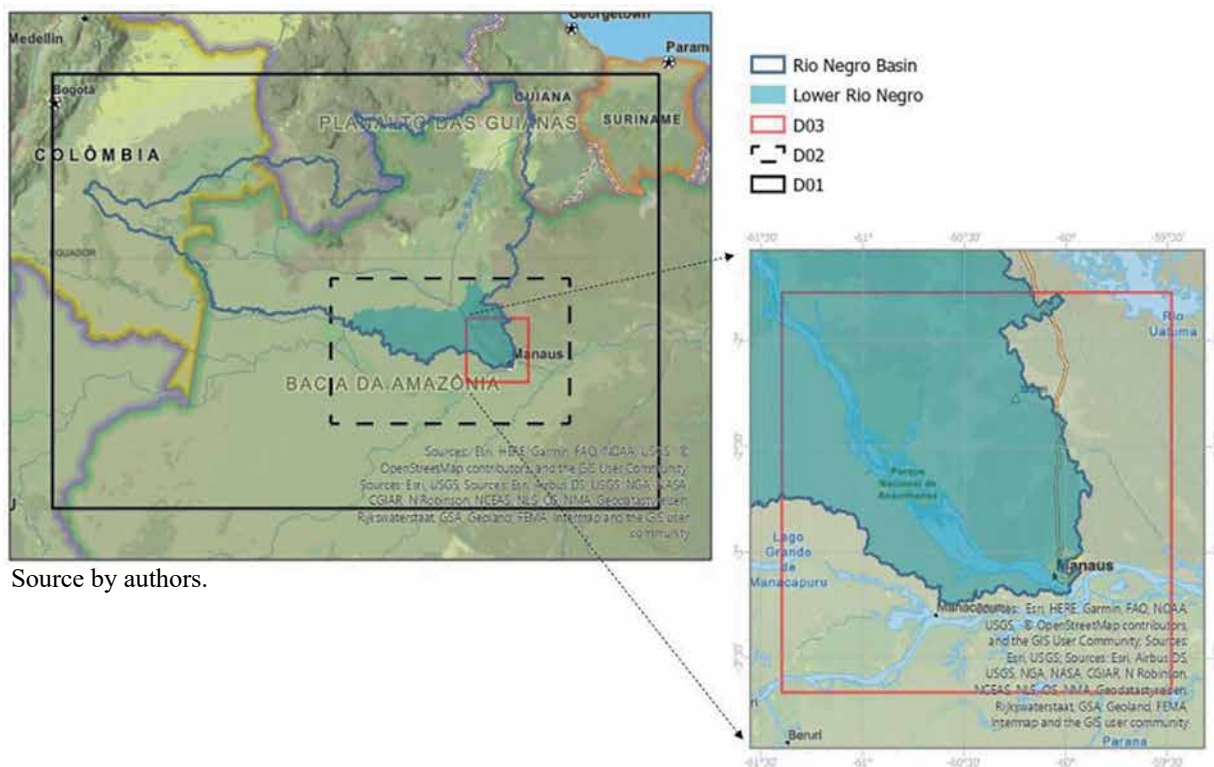 Georgetown
Medellin
Param
Bogotá
GUIANA
PLANALTO DAS GUIANAS
SURINAME
COLÔMBIA
EQUADOR
Manaus
BACIA DA AMAZÔNIA
Sources: Esri, HERE, Garmin, FAO, NOAA, USGS, ©
OpenStreetMap contributors, and the GIS User Community,
Sources: Esri, USGS, Sources: Esri, Airbus DS, USGS, NGA, NASA,
CGIAR, N Robinson, NCEAS, NLS, OS, NMA, Geodatastyrelsen,
Rijkswaterstaat, GSA, Geoland, FEMA, Intermap and the GIS user
community
Source by authors.
Rio Negro Basin
Lower Rio Negro
D03
D02
D01
-61°30' -61° -60°30' -60° -59°30'
Rio
Uatuma
Parque
Nacional de
Anavilhanas
Lago
Grande
de
Manacapuru
Manaus
Manacapuru
Sources: Esri, HERE, Garmin, FAO, NOAA,
USGS, © OpenStreetMap contributors,
and the GIS User Community, Sources:
Esri, USGS; Sources: Esri, Airbus DS,
USGS, NGA, NASA, CGIAR, N Robinson,
NCEAS, NLS, OS, NMA, Geodatastyrelsen,
Rijkswaterstaat, GSA, Geoland, FEMA,
Intermap and the GIS user community
Beruri
Parana
-61°30' -61° -60°30' -60° -59°30'